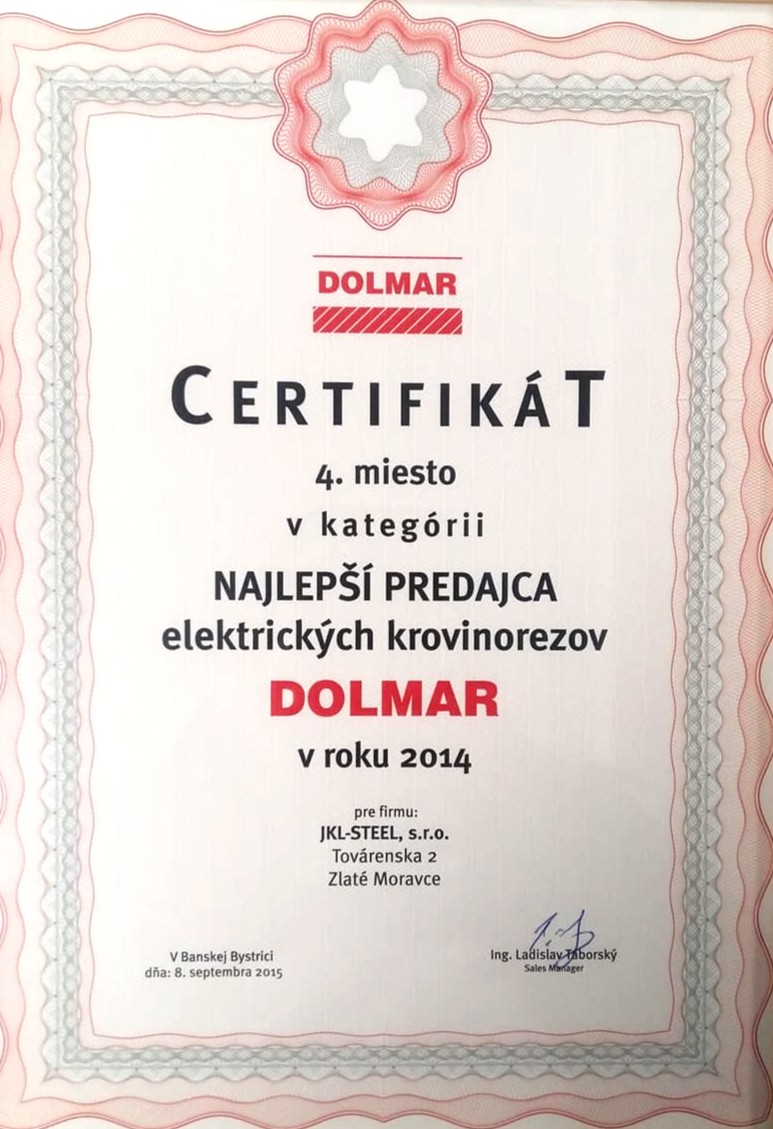 DOLMAR
CERTIFIKÁT
4. miesto
v kategórii
NAJLEPŠÍ PREDAJCA
elektrických krovinorezov
DOLMAR
v roku 2014
pre firmu:
JKL-STEEL, s.r.o.
Továrenska 2
Zlaté Moravce
V Banskej Bystrici
dňa: 8. septembra 2015
Ing. Ladislav Táborský
Sales Manager